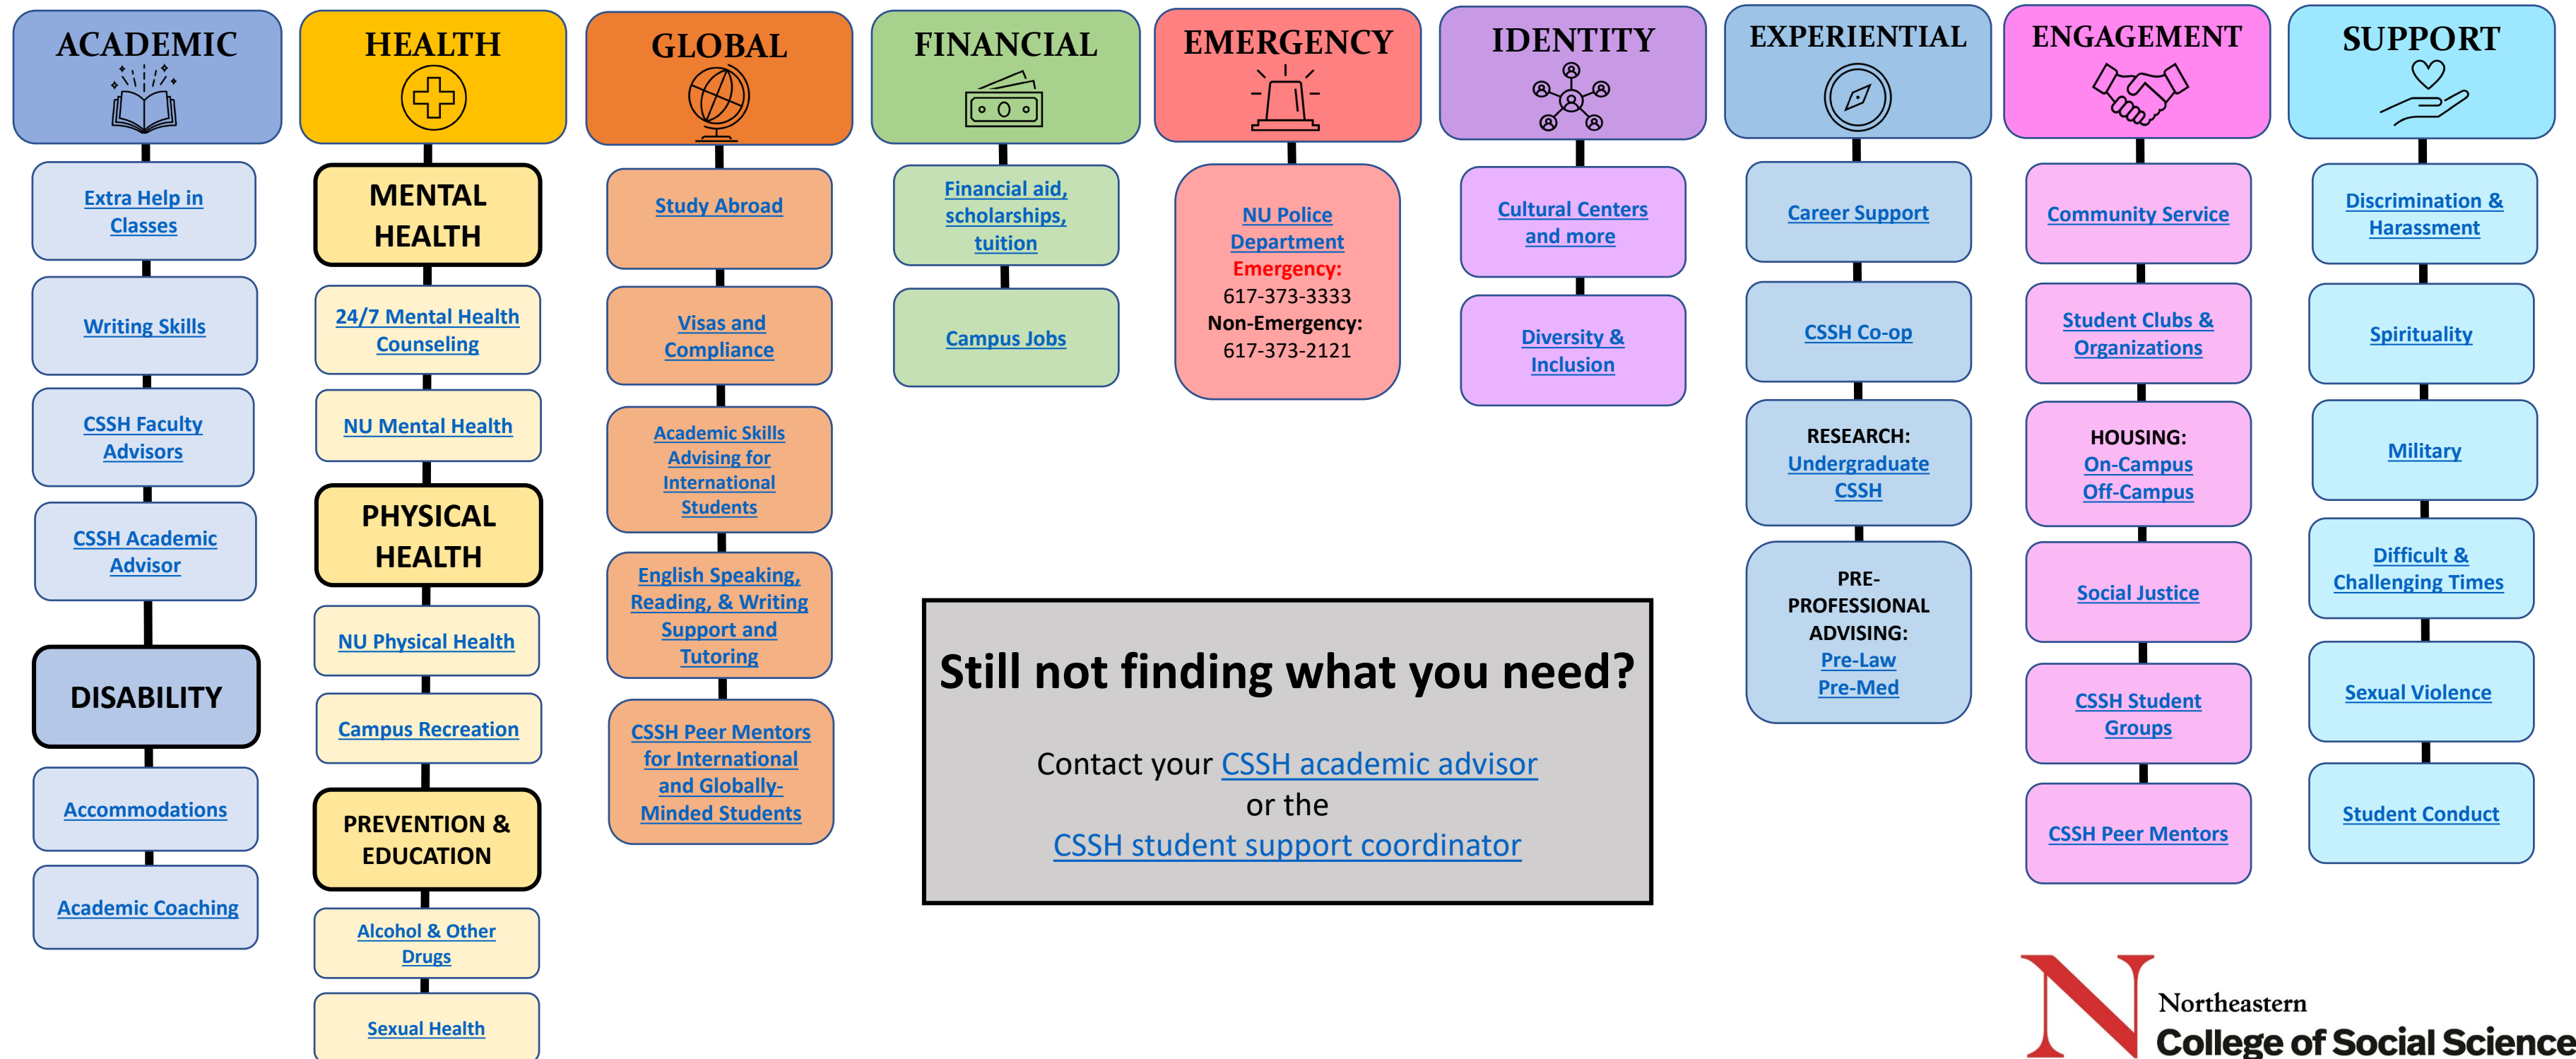 ACADEMIC
Extra Help in
Classes
Writing Skills
CSSH Faculty
Advisors
CSSH Academic
Advisor
DISABILITY
Accommodations
Academic Coaching
HEALTH
MENTAL
HEALTH
24/7 Mental Health
Counseling
NU Mental Health
PHYSICAL
HEALTH
NU Physical Health
Campus Recreation
PREVENTION &
EDUCATION
Alcohol & Other
Drugs
Sexual Health
GLOBAL
Study Abroad
Visas and
Compliance
Academic Skills
Advising for
International
Students
English Speaking,
Reading, & Writing
Support and
Tutoring
CSSH Peer Mentors
for International
and Globally-
Minded Students
FINANCIAL
Financial aid,
scholarships,
tuition
Campus Jobs
EMERGENCY
NU Police
Department
Emergency:
617-373-3333
Non-Emergency:
617-373-2121
IDENTITY
Cultural Centers
and more
Diversity &
Inclusion
EXPERIENTIAL
Career Support
CSSH Co-op
RESEARCH:
Undergraduate
CSSH
PRE-
PROFESSIONAL
ADVISING:
Pre-Law
Pre-Med
ENGAGEMENT
Community Service
Student Clubs &
Organizations
HOUSING:
On-Campus
Off-Campus
Social Justice
CSSH Student
Groups
CSSH Peer Mentors
SUPPORT
Discrimination &
Harassment
Spirituality
Military
Difficult &
Challenging Times
Sexual Violence
Student Conduct
Still not finding what you need?
Contact your CSSH academic advisor
or the
CSSH student support coordinator
N
Northeastern
College of Social Science